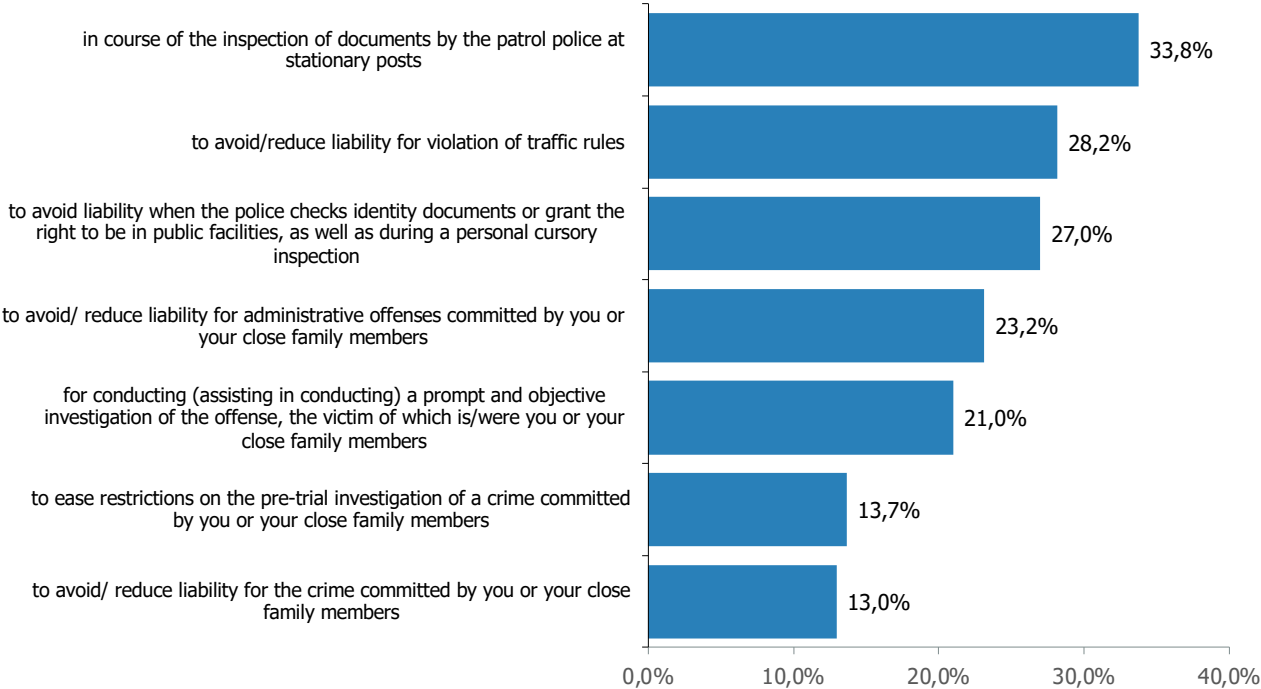 in course of the inspection of documents by the patrol police at
stationary posts
33,8%
to avoid/reduce liability for violation of traffic rules
28,2%
to avoid liability when the police checks identity documents or grant the
right to be in public facilities, as well as during a personal cursory
inspection
27,0%
to avoid/ reduce liability for administrative offenses committed by you or
your close family members
23,2%
for conducting (assisting in conducting) a prompt and objective
investigation of the offense, the victim of which is/were you or your
close family members
21,0%
to ease restrictions on the pre-trial investigation of a crime committed
by you or your close family members
13,7%
to avoid/ reduce liability for the crime committed by you or your close
family members
13,0%
0,0% 10,0% 20,0% 30,0% 40,0%